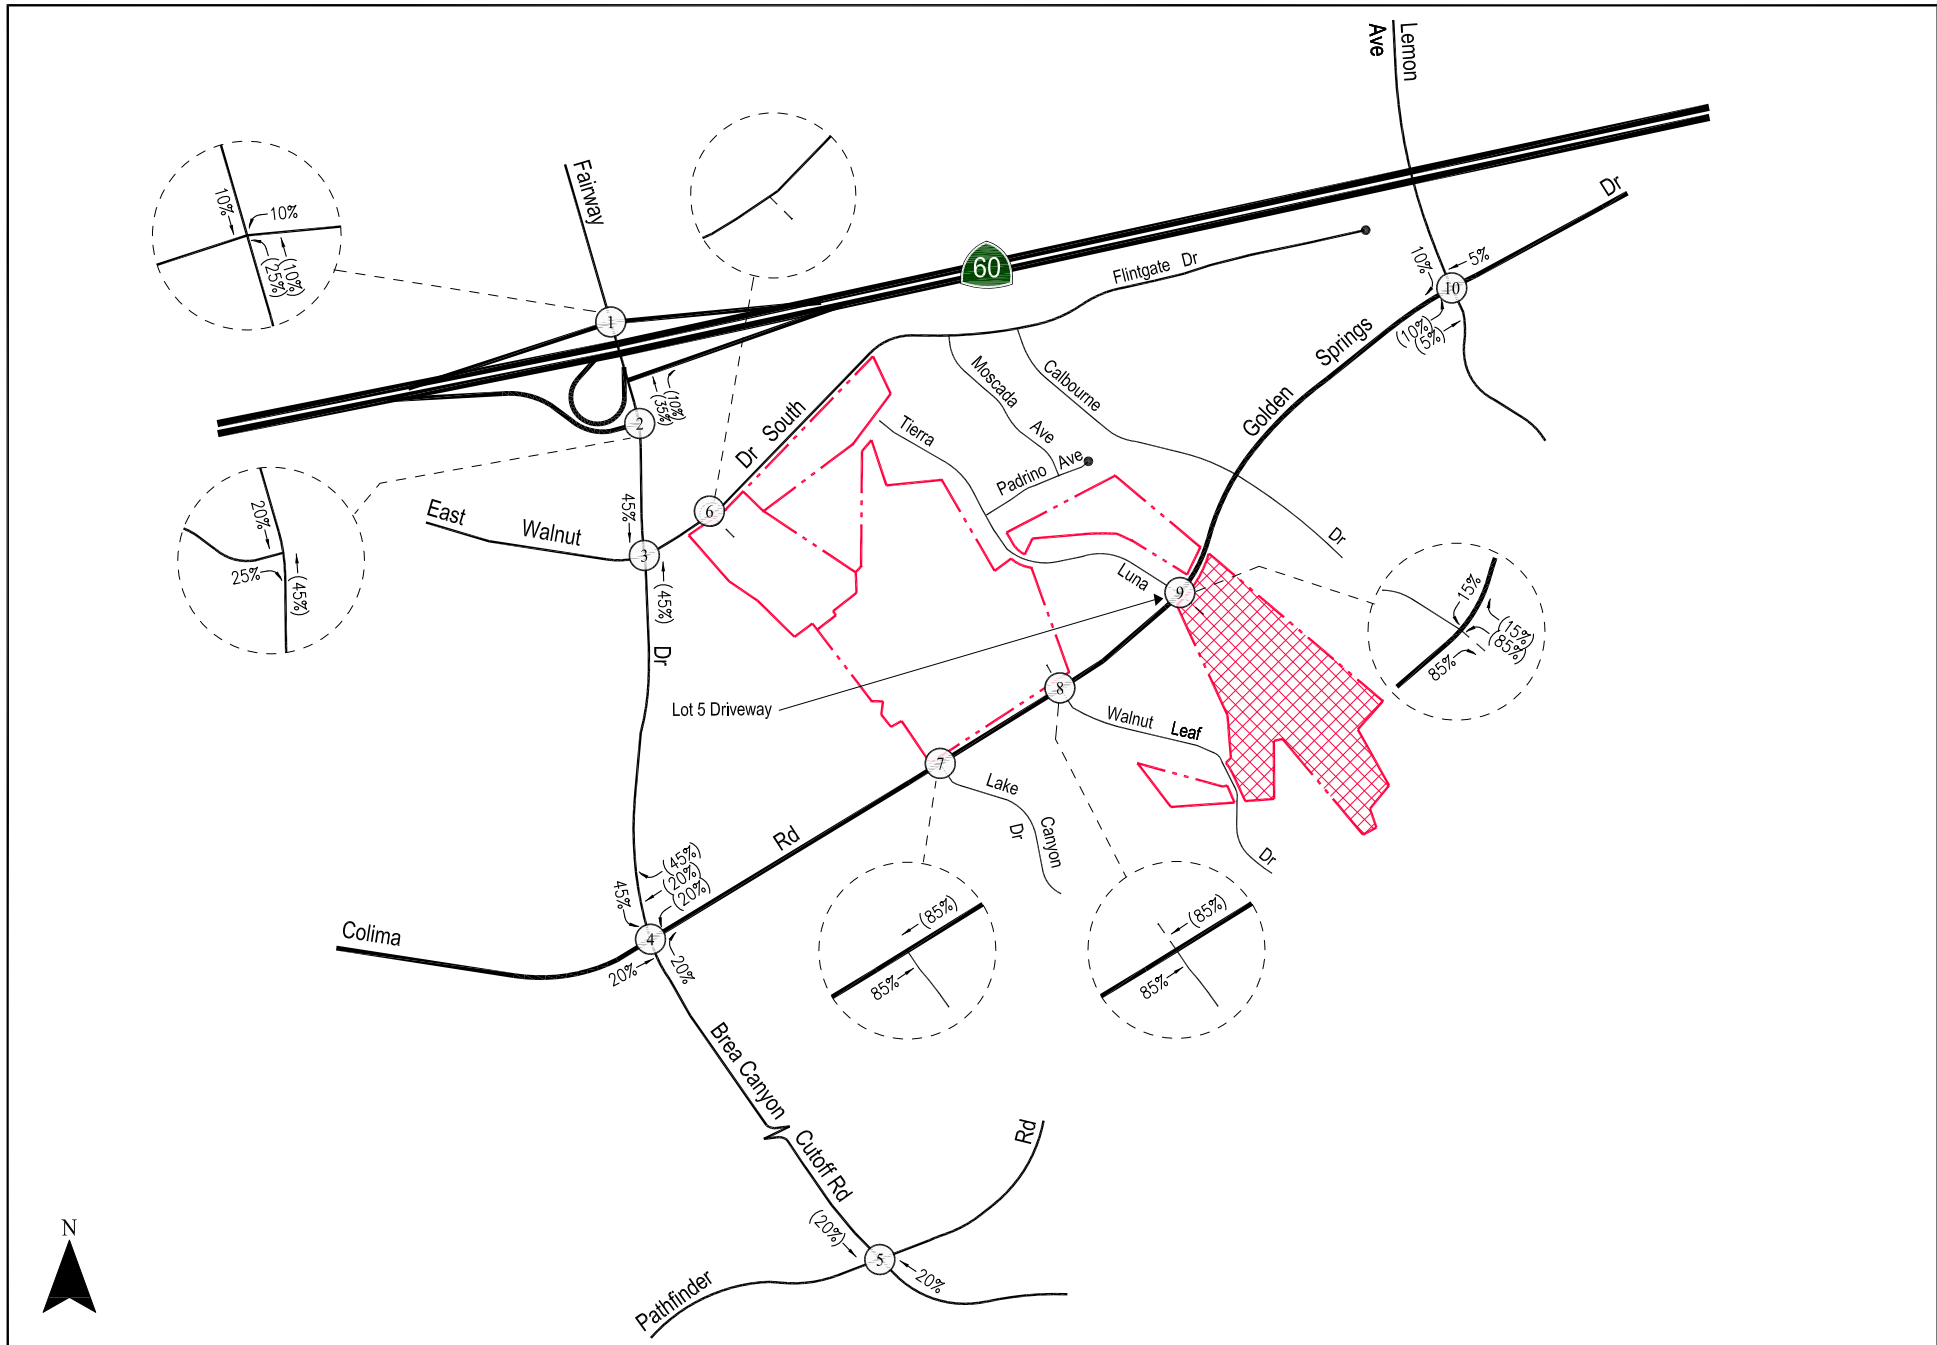 Lemon
Ave
Fairway
10%
10%
(10%)
(25%)
1
60
Flintgate Dr
Dr
5%
10%
10
(10%)
(5%)
Springs
Golden
(10%)
(35%)
2
Moscada
Ave
Calbourne
Dr
Tierra
Luna
Padrino Ave
Dr South
20%
25%
(45%)
East
Walnut
45%
6
3
(45%)
Dr
9
15%
(15%)
(85%)
85%
Lot 5 Driveway
8
Walnut Leaf
Dr
7
Lake
Canyon
Dr
Rd
(45%)
(20%)
(20%)
45%
Colima
4
20%
20%
(85%)
85%
(85%)
85%
Brea Canyon
Cutoff Rd
Rd
(20%)
5
20%
Pathfinder
N